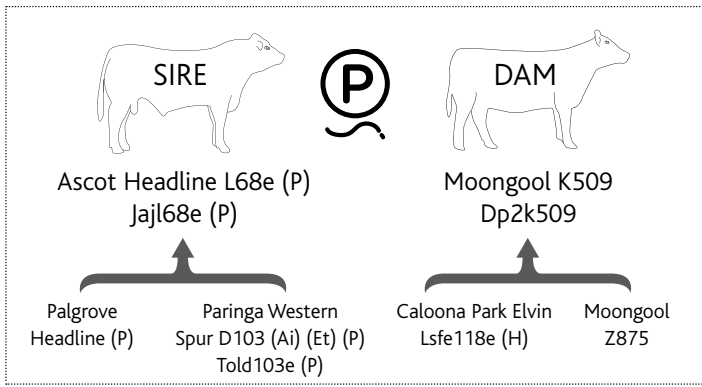 SIRE
P
DAM
Ascot Headline L68e (P)
Jajl68e (P)
Moongool K509
Dp2k509
Palgrove
Headline (P)
Paringa Western
Spur D103 (Ai) (Et) (P)
Told103e (P)
Caloona Park Elvin
Lsfe118e (H)
Moongool
Z875